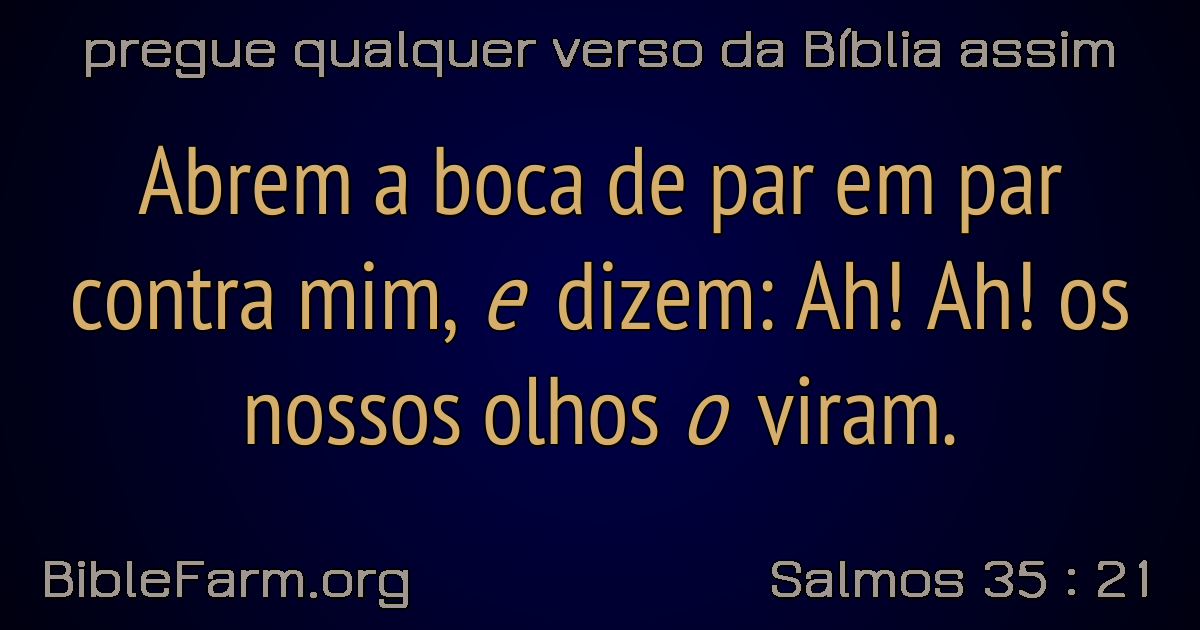 pregue qualquer verso da Bíblia assim
Abrem a boca de par em par
contra mim, e dizem: Ah! Ah! os
nossos olhos o viram.
BibleFarm.org
Salmos 35 : 21